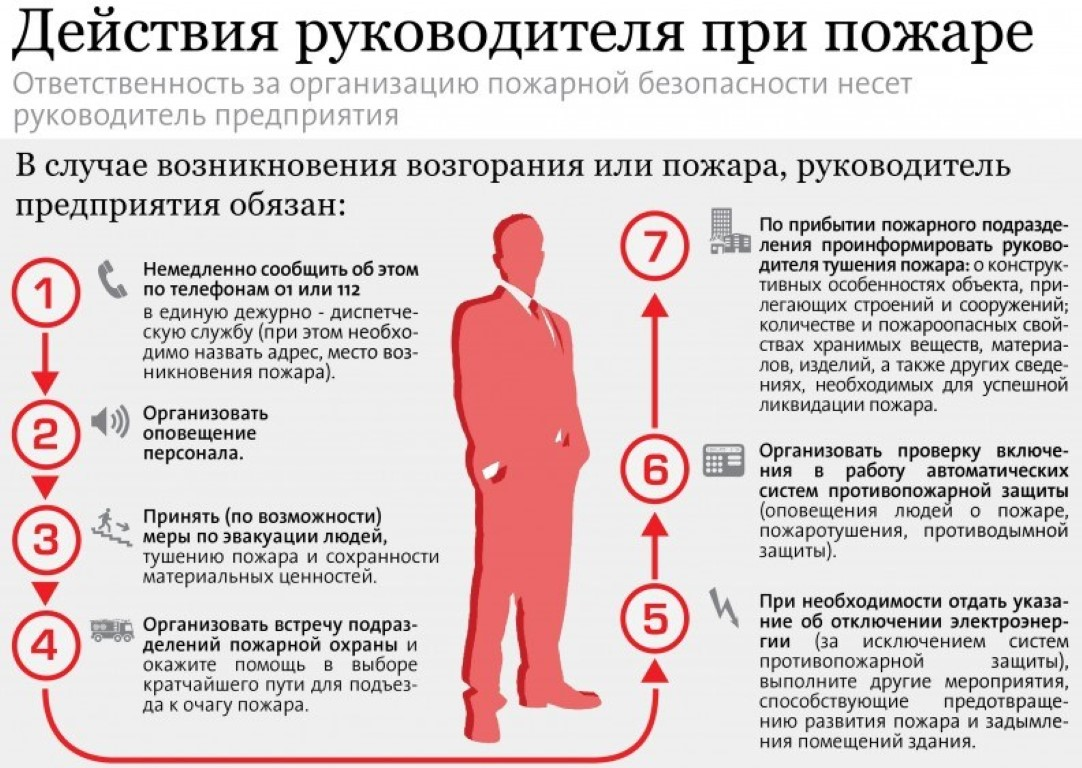 Действия руководителя при пожаре
Ответственность за организацию пожарной безопасности несет
руководитель предприятия
В случае возникновения возгорания или пожара, руководитель
предприятия обязан:
1
Немедленно сообщить об этом
по телефонам 01 или 112
в единую дежурно - диспетче-
скую службу (при этом необхо-
димо назвать адрес, место воз-
никновения пожара).
2
Организовать
оповещение
персонала.
3
Принять (по возможности)
меры по эвакуации людей,
тушению пожара и сохранности
материальных ценностей.
4
Организовать встречу подраз-
делений пожарной охраны и
окажите помощь в выборе
кратчайшего пути для подъез-
да к очагу пожара.
5
При необходимости отдать указа-
ние об отключении электроэнер-
гии (за исключением систем
противопожарной защиты),
выполните другие мероприятия,
способствующие предотвраще-
нию развития пожара и задымле-
ния помещений здания.
6
Организовать проверку включе-
ния в работу автоматических
систем противопожарной защиты
(оповещения людей о пожаре,
пожаротушения, противодымной
защиты).
7
По прибытии пожарного подразде-
ления проинформировать руково-
дителя тушения пожара: о конструк-
тивных особенностях объекта, при-
легающих строений и сооружений;
количестве и пожароопасных свой-
ствах хранимых веществ, материа-
лов, изделий, а также других сведе-
ниях, необходимых для успешной
ликвидации пожара.